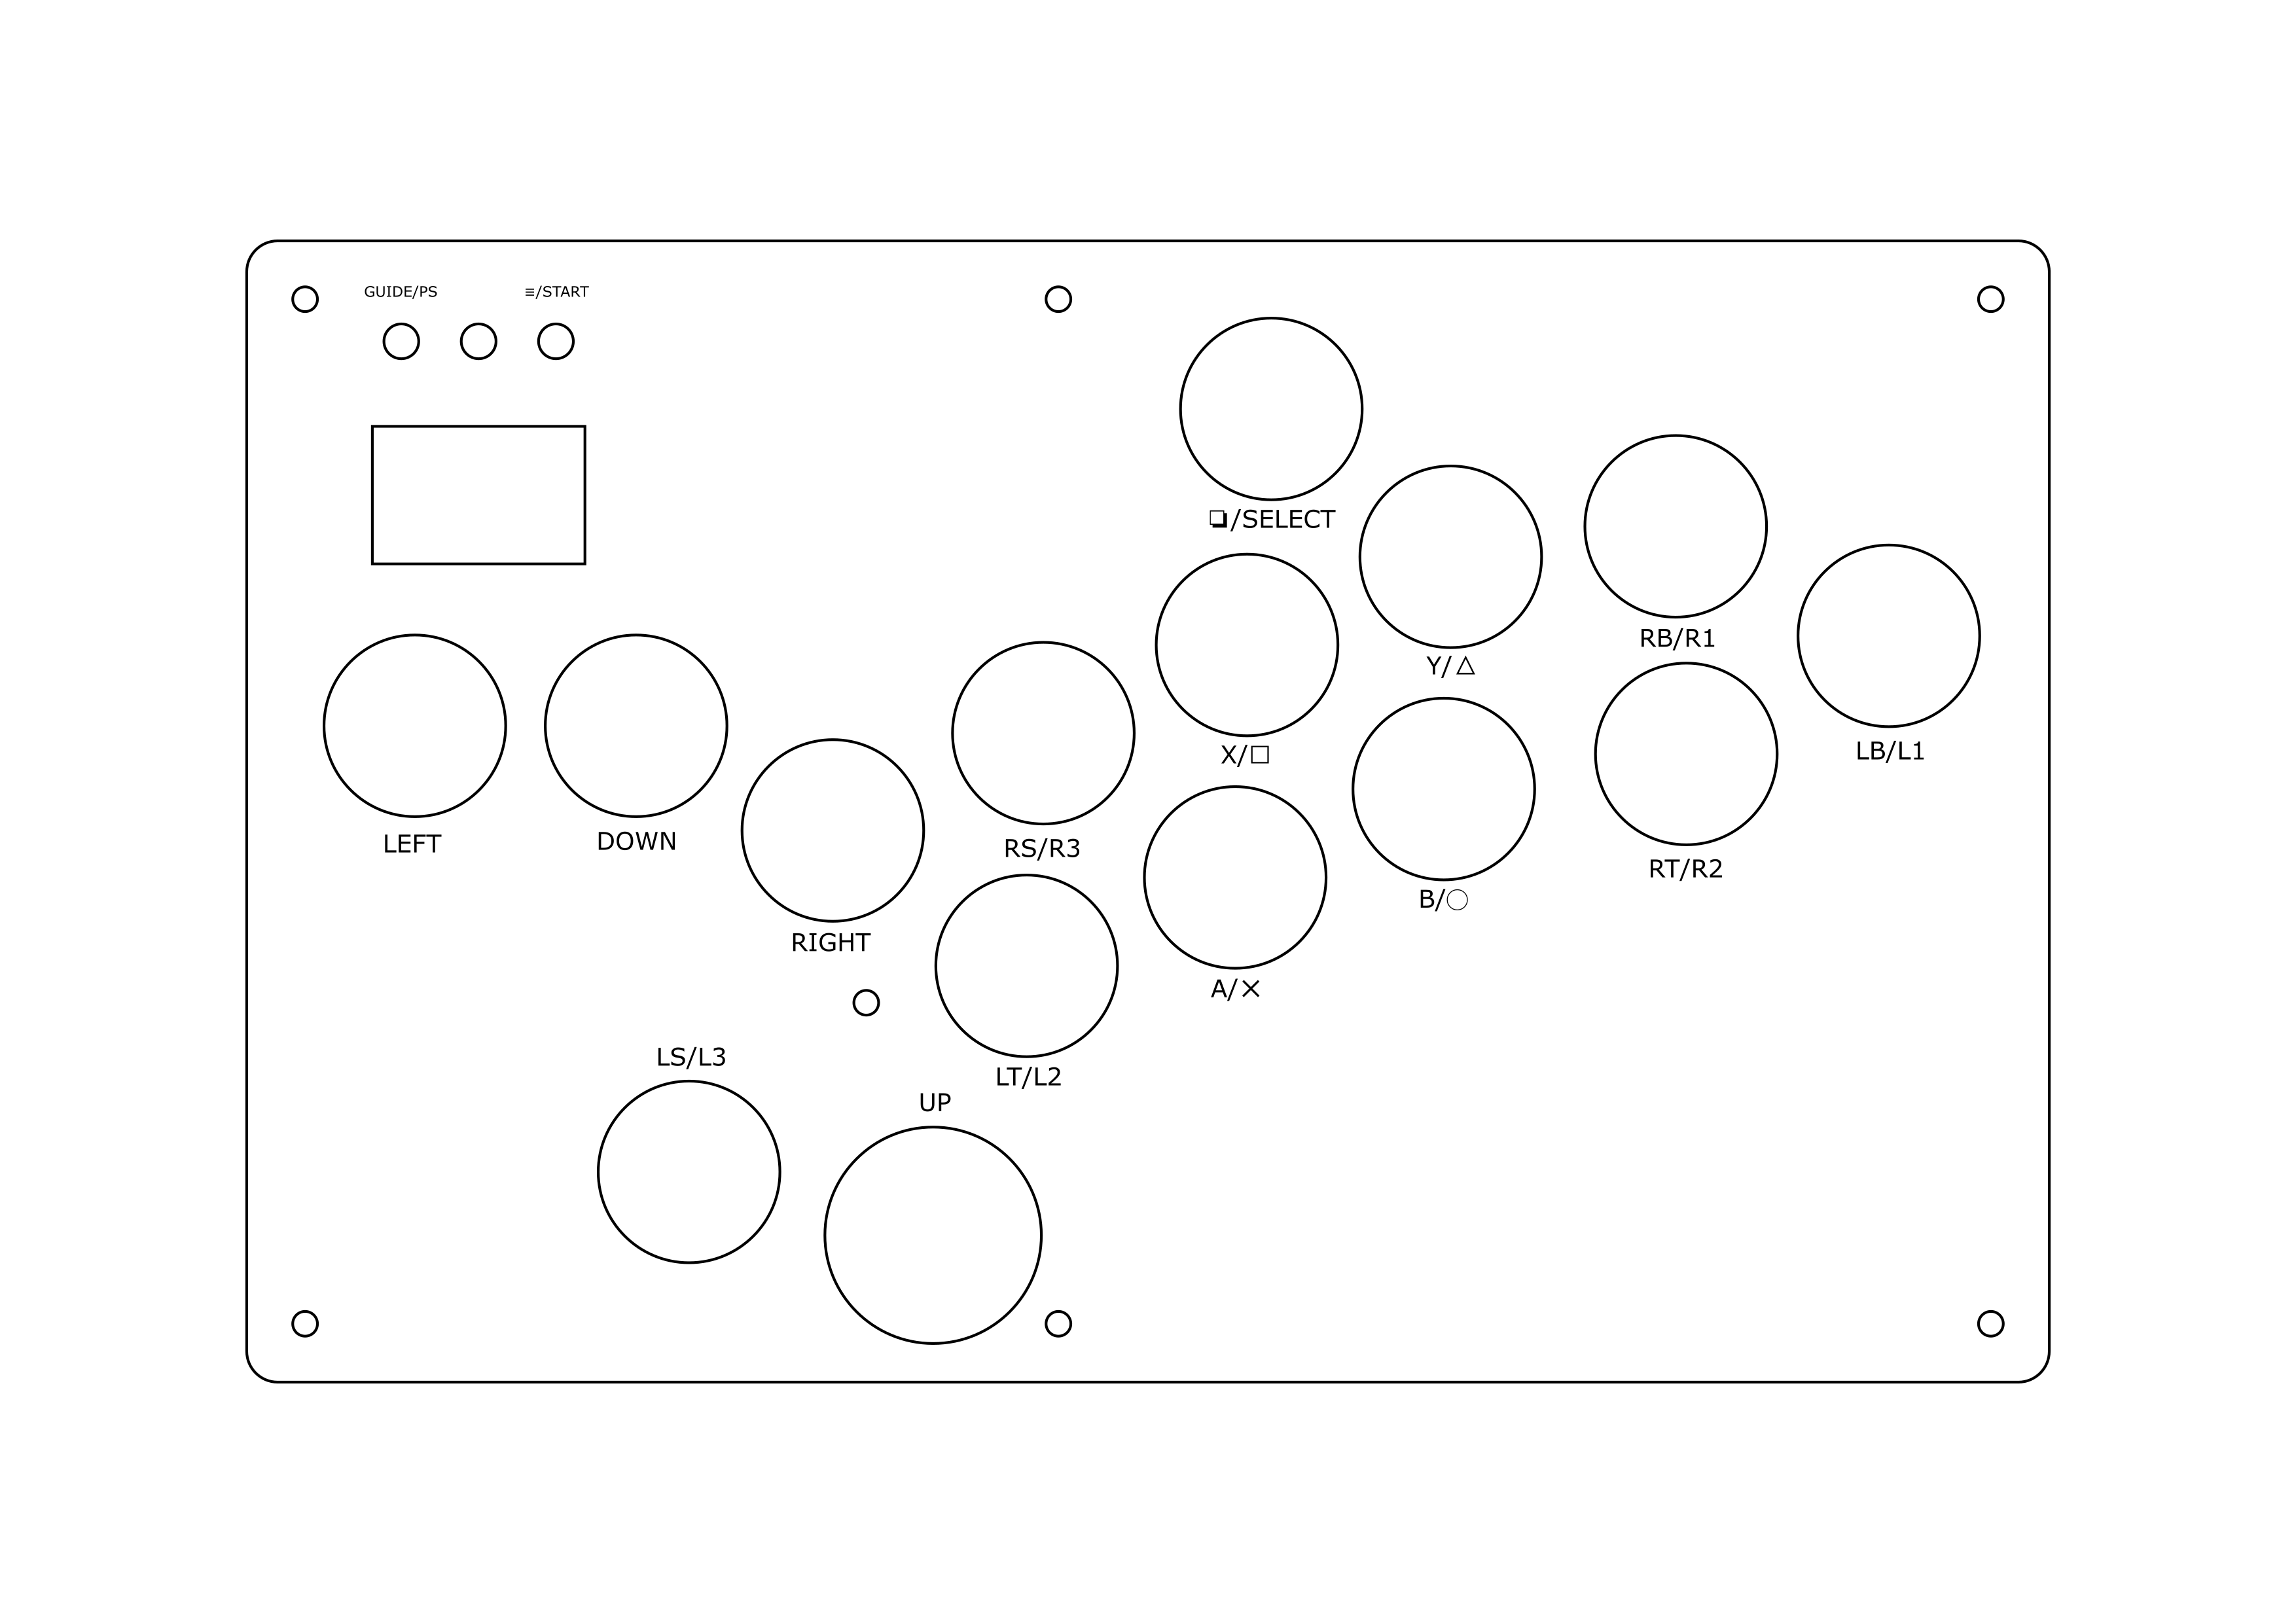 GUIDE/PS
≡/START
❏/SELECT
RB/R1
Y/△
LB/L1
X/□
LEFT
DOWN
RS/R3
RT/R2
B/○
RIGHT
A/×
LS/L3
LT/L2
UP